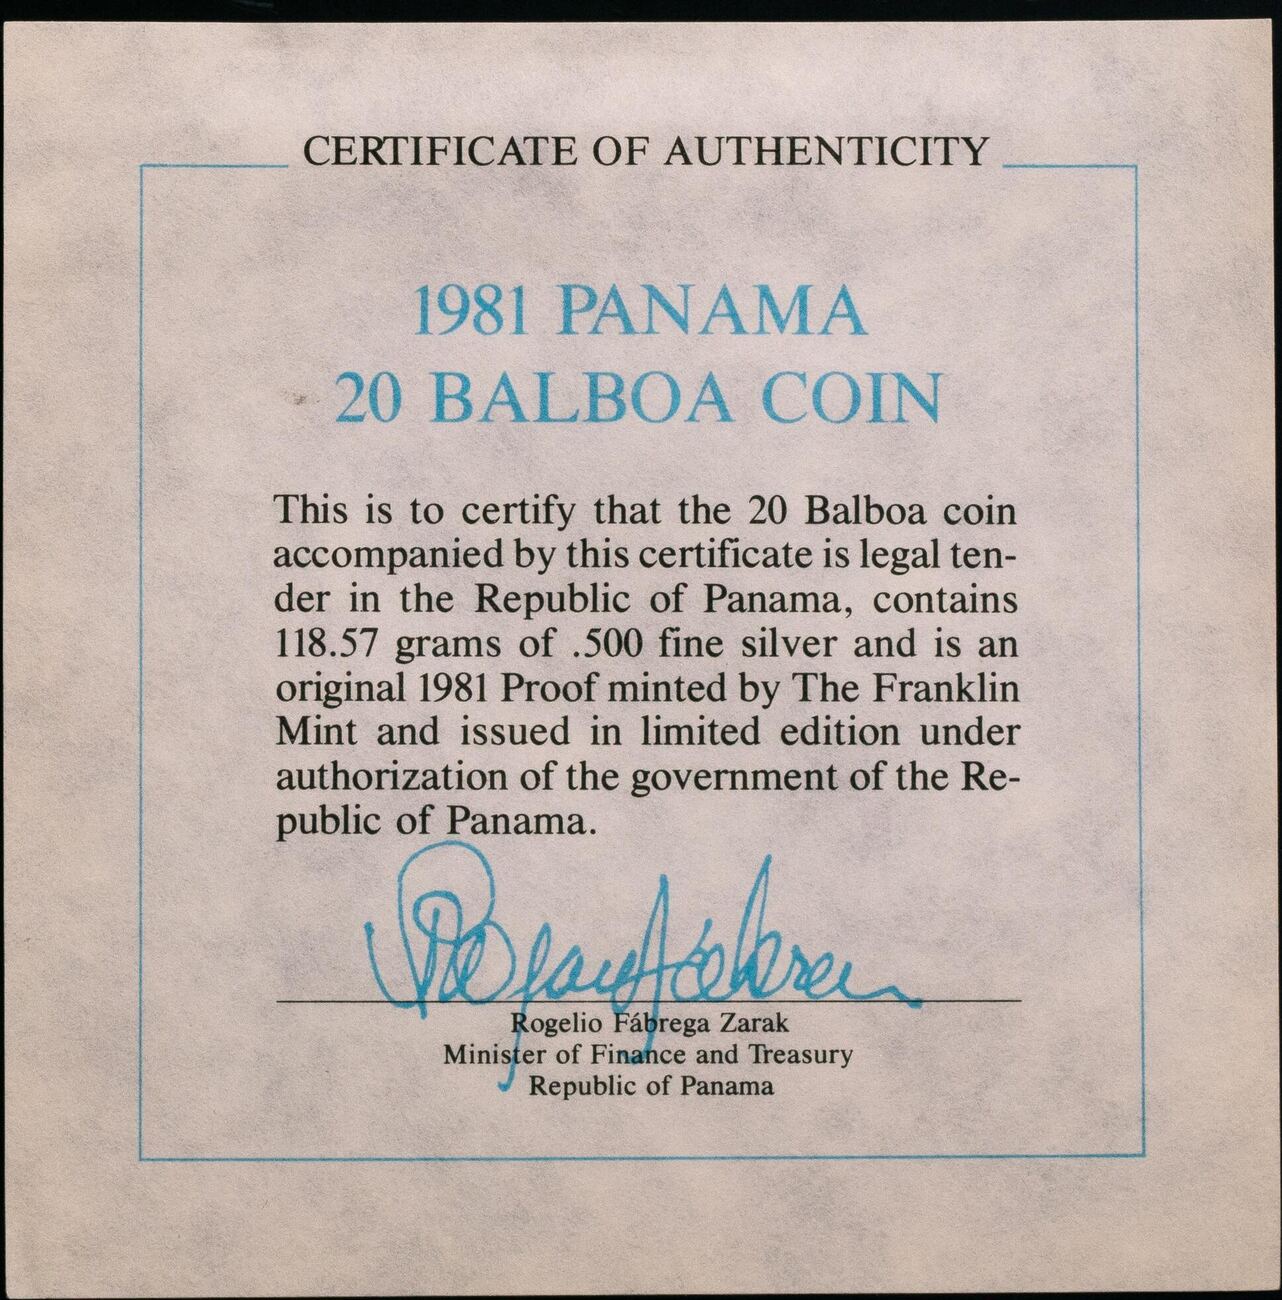 CERTIFICATE OF AUTHENTICITY
1981 PANAMA
20 BALBOA COIN
This is to certify that the 20 Balboa coin
accompanied by this certificate is legal ten-
der in the Republic of Panama, contains
118.57 grams of .500 fine silver and is an
original 1981 Proof minted by The Franklin
Mint and issued in limited edition under
authorization of the government of the Re-
public of Panama.
Rogelio Fábrega Zarak
Minister of Finance and Treasury
Republic of Panama